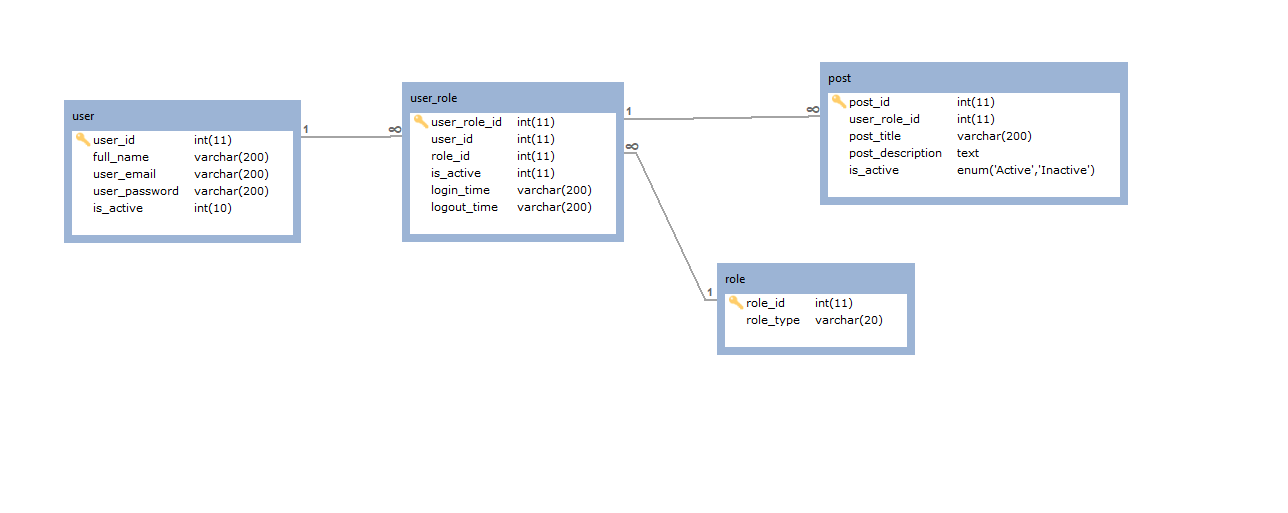 user
user_id int(11)
full_name varchar(200)
user_email varchar(200)
user_password varchar(200)
is_active int(10)
1
∞
user_role
user_role_id int(11)
user_id int(11)
role_id int(11)
is_active int(11)
login_time varchar(200)
logout_time varchar(200)
1
∞
∞
1
post
post_id int(11)
user_role_id int(11)
post_title varchar(200)
post_description text
is_active enum('Active','Inactive')
role
role_id int(11)
role_type varchar(20)